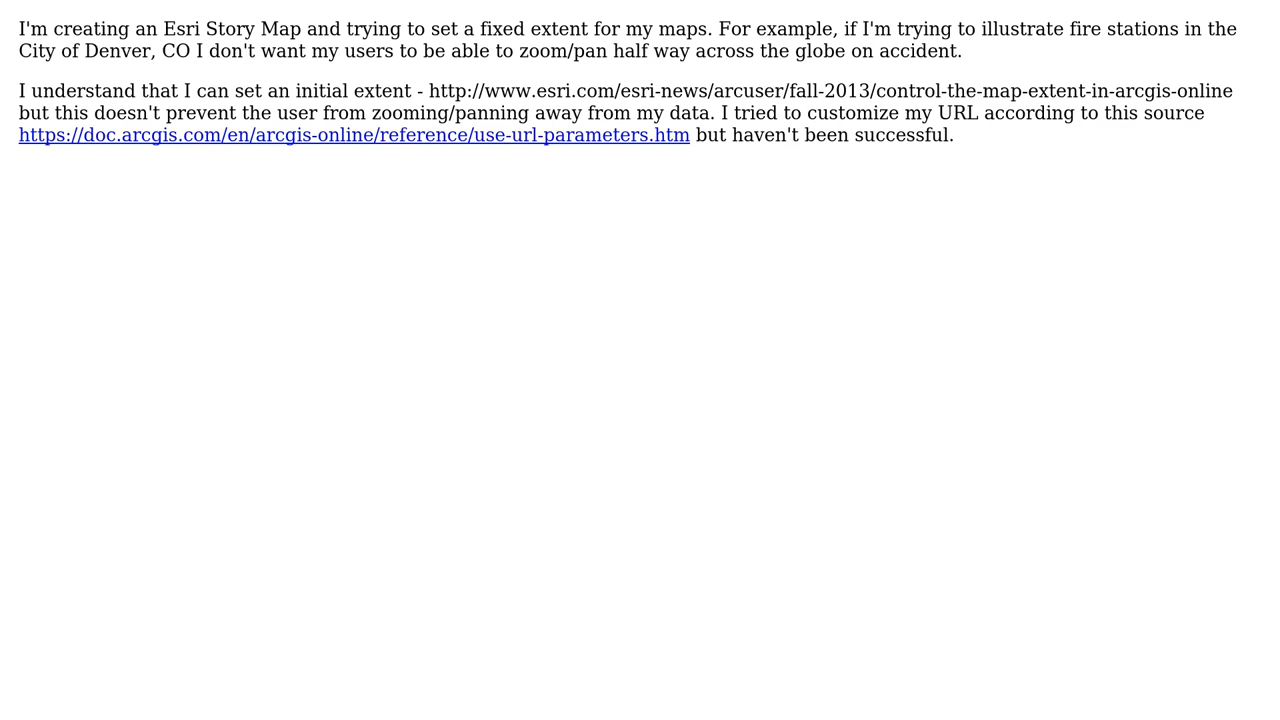 I'm creating an Esri Story Map and trying to set a fixed extent for my maps. For example, if I'm trying to illustrate fire stations in the
City of Denver, CO I don't want my users to be able to zoom/pan half way across the globe on accident.
I understand that I can set an initial extent - http://www.esri.com/esri-news/arcuser/fall-2013/control-the-map-extent-in-arcgis-online
but this doesn't prevent the user from zooming/panning away from my data. I tried to customize my URL according to this source
https://doc.arcgis.com/en/arcgis-online/reference/use-url-parameters.htm but haven't been successful.